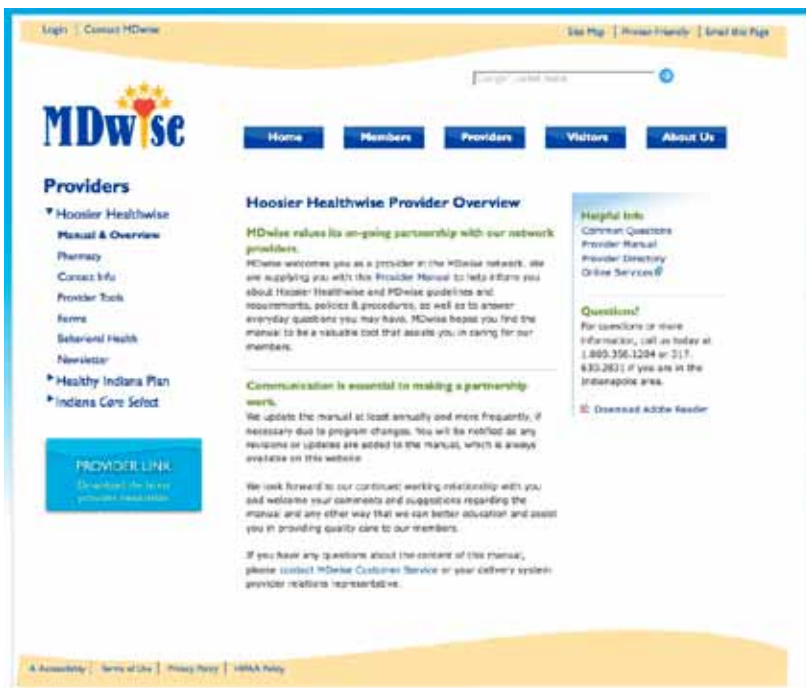 Login | Contact MDwise
Site Map | Printer Friendly | Email this Page
MDwise
Home
Members
Providers
Visitors
About Us
Providers
Hoosier Healthwise
Manual & Overview
Pharmacy
Contact Info
Provider Tools
Forms
Behavioral Health
Newsletter
Healthy Indiana Plan
Indiana Care Select
PROVIDER LINK
Download the latest
provider newsletter
Hoosier Healthwise Provider Overview
MDwise values its on-going partnership with our network
providers.
MDwise welcomes you as a provider in the MDwise network. We
are supplying you with this Provider Manual to help inform you
about Hoosier Healthwise and MDwise guidelines and
requirements, policies & procedures, as well as to answer
everyday questions you may have. MDwise hopes you find the
manual to be a valuable tool that assists you in caring for our
members.
Communication is essential to making a partnership
work.
We update the manual at least annually and more frequently, if
necessary due to program changes. You will be notified as any
revisions or updates are added to the manual, which is always
available on this website
We look forward to our continued working relationship with you
and welcome your comments and suggestions regarding the
manual and any other way that we can better education and assist
you in providing quality care to our members.
If you have any questions about the content of this manual,
please contact MDwise Customer Service or your delivery system
provider relations representative.
Helpful Info
Common Questions
Provider Manual
Provider Directory
Online Services
Questions?
For questions or more
information, call us today at
1.800.356.1204 or 317.
630.2831 if you are in the
Indianapolis area.
Download Adobe Reader
Accessibility | Terms of Use | Privacy Policy | HIPAA Policy